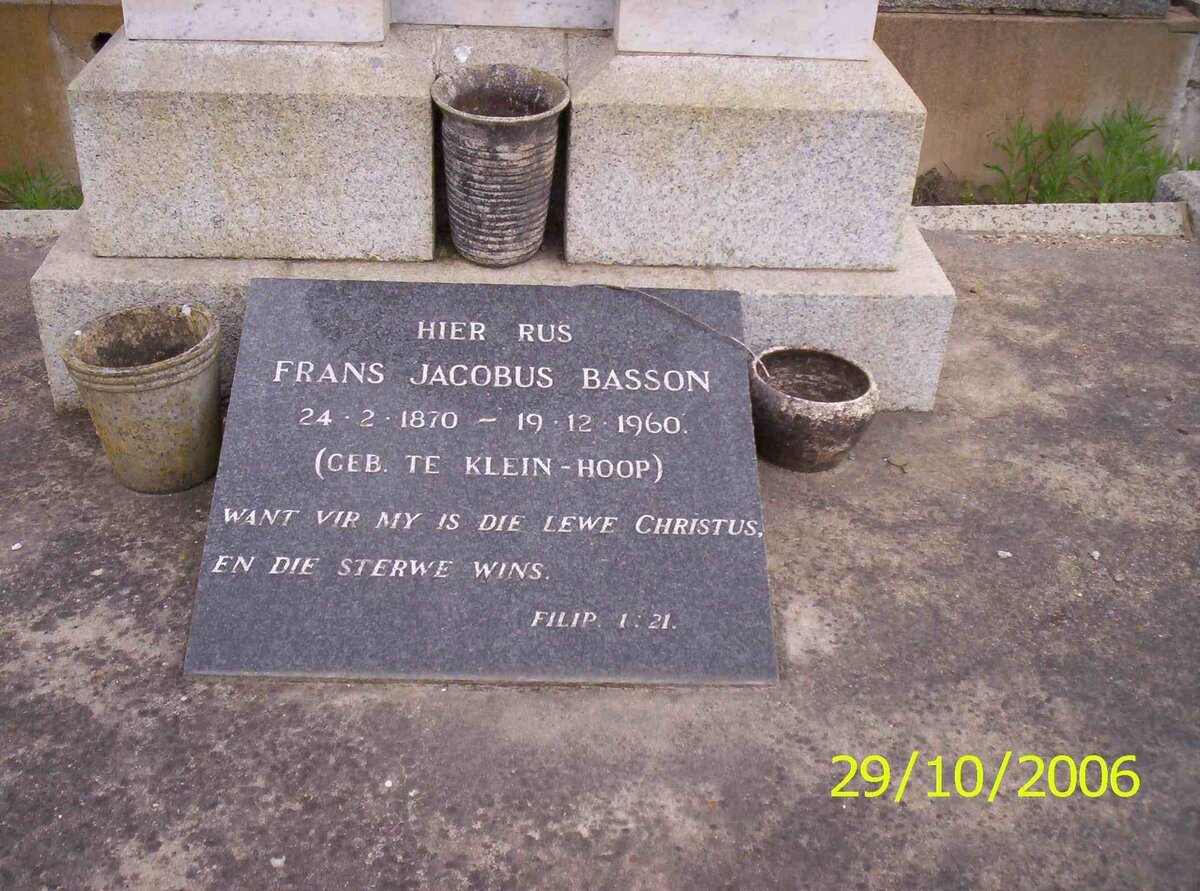 HIER RUS
FRANS JACOBUS BASSON
24·2·1870 – 19·12·1960.
(GEB. TE KLEIN-HOOP)
WANT VIR MY IS DIE LEWE CHRISTUS,
EN DIE STERWE WINS.
FILIP. 1:21.
29/10/2006